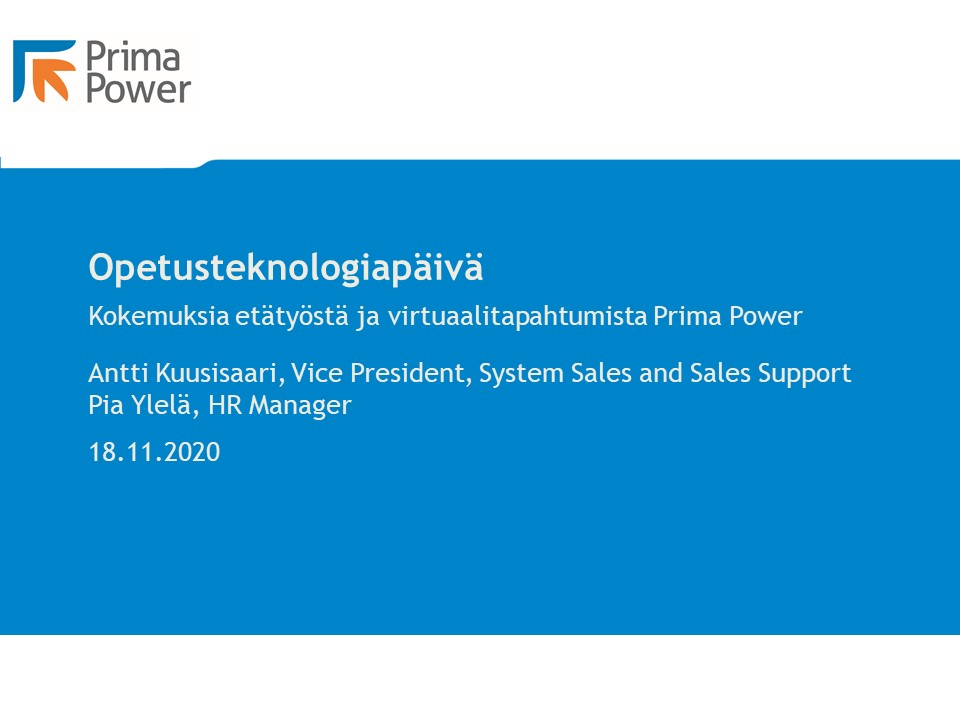 Prima
Power
Opetusteknologiapäivä
Kokemuksia etätyöstä ja virtuaalitapahtumista Prima Power
Antti Kuusisaari, Vice President, System Sales and Sales Support
Pia Ylelä, HR Manager
18.11.2020